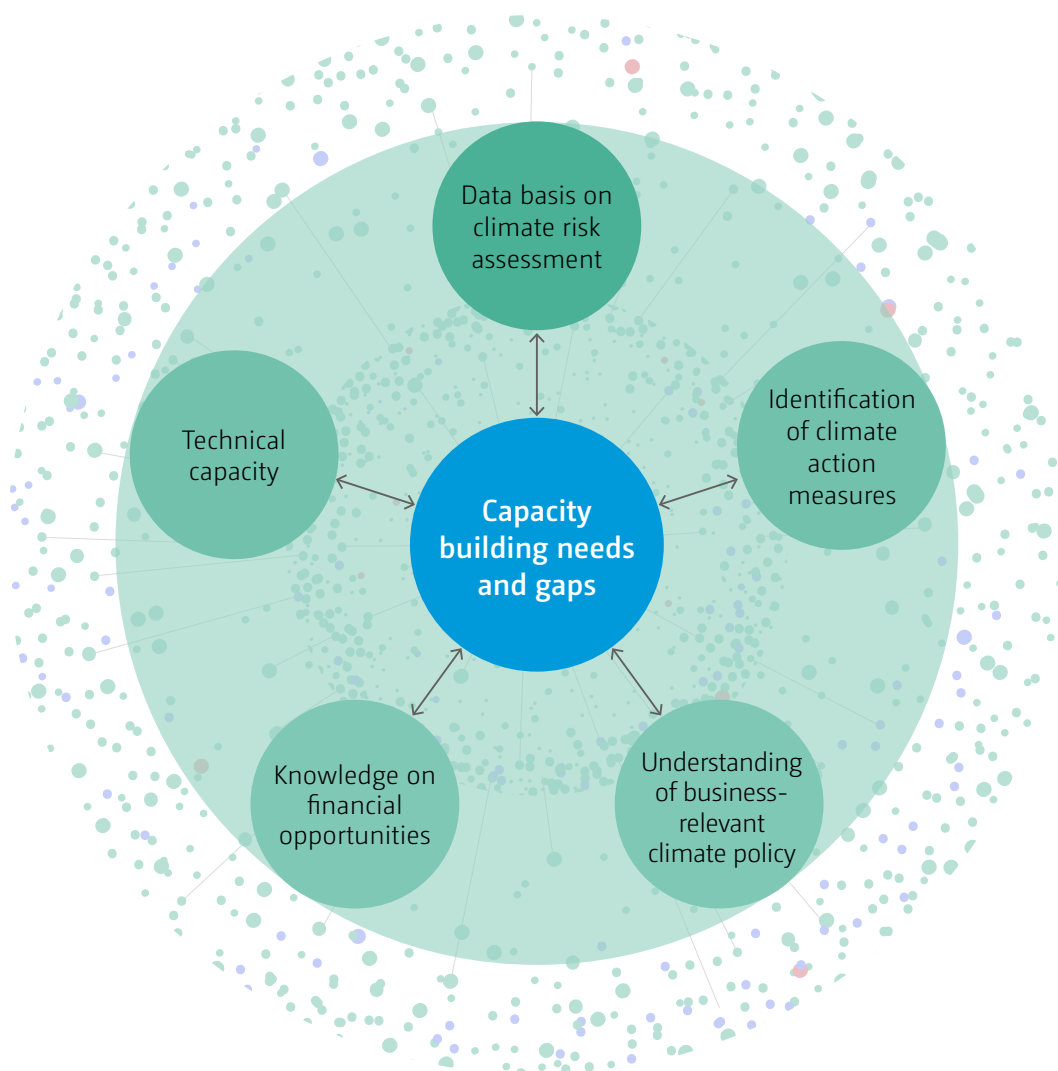 Data basis on
climate risk
assessment
Identification
of climate
action
measures
Technical
capacity
Capacity
building needs
and gaps
Knowledge on
financial
opportunities
Understanding
of business-
relevant
climate policy